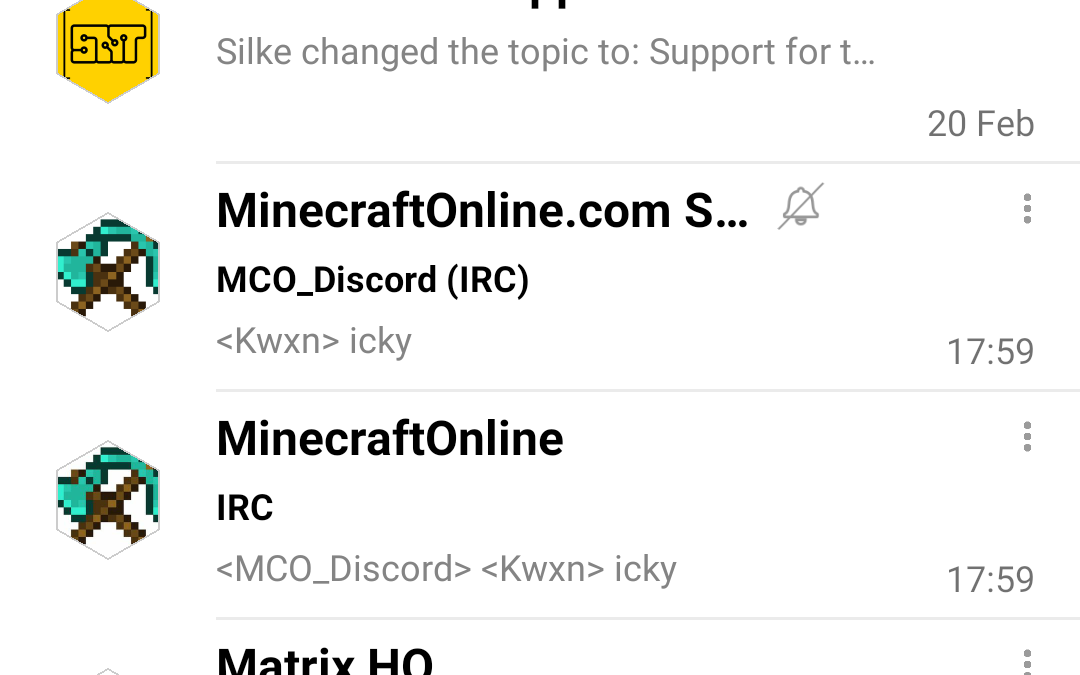 SNT
Silke changed the topic to: Support for t…
20 Feb
MinecraftOnline.com S…
MCO_Discord (IRC)
<Kwxn> icky
17:59
MinecraftOnline
IRC
<MCO_Discord> <Kwxn> icky
17:59
Matrix HQ